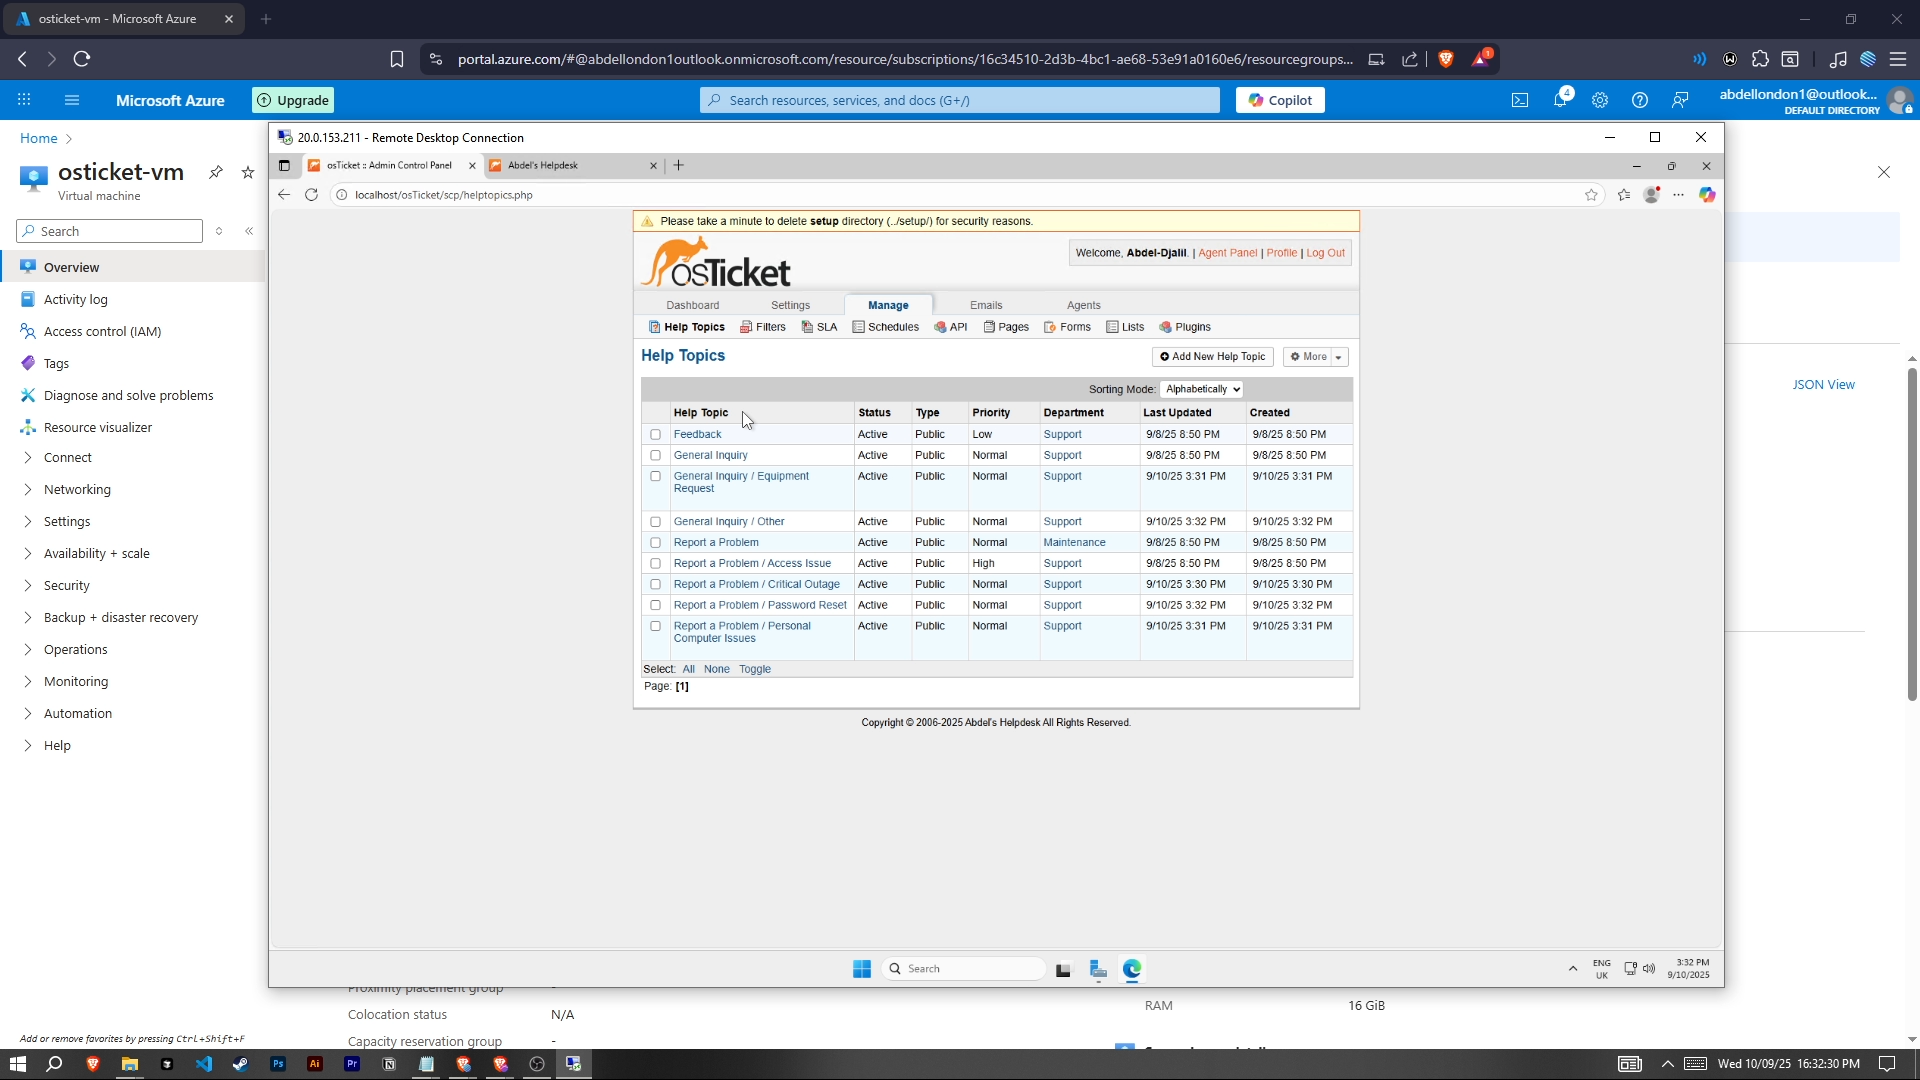 osticket-vm - Microsoft Azure
portal.azure.com/#@abdellondon1outlook.onmicrosoft.com/resource/subscriptions/16c34510-2d3b-4bc1-ae68-53e91a0160e6/resourcegroups...
1
Microsoft Azure
Upgrade
Search resources, services, and docs (G+/)
Copilot
4
abdellondon1@outlook...
DEFAULT DIRECTORY
Home
osticket-vm
Virtual machine
Search
Overview
Activity log
Access control (IAM)
Tags
Diagnose and solve problems
Resource visualizer
Connect
Networking
Settings
Availability + scale
Security
Backup + disaster recovery
Operations
Monitoring
Automation
Help
Add or remove favorites by pressing Ctrl+Shift+F
JSON View
20.0.153.211 - Remote Desktop Connection
osTicket :: Admin Control Panel
Abdel's Helpdesk
localhost/osTicket/scp/helptopics.php
Please take a minute to delete setup directory (../setup/) for security reasons.
osTicket
Welcome, Abdel-Djalil. | Agent Panel | Profile | Log Out
Dashboard Settings Manage Emails Agents
Help Topics Filters SLA Schedules API Pages Forms Lists Plugins
Help Topics
Add New Help Topic
More
Sorting Mode: Alphabetically
Help Topic Status Type Priority Department Last Updated Created
Feedback Active Public Low Support 9/8/25 8:50 PM 9/8/25 8:50 PM
General Inquiry Active Public Normal Support 9/8/25 8:50 PM 9/8/25 8:50 PM
General Inquiry / Equipment Active Public Normal Support 9/10/25 3:31 PM 9/10/25 3:31 PM
Request
General Inquiry / Other Active Public Normal Support 9/10/25 3:32 PM 9/10/25 3:32 PM
Report a Problem Active Public Normal Maintenance 9/8/25 8:50 PM 9/8/25 8:50 PM
Report a Problem / Access Issue Active Public High Support 9/8/25 8:50 PM 9/8/25 8:50 PM
Report a Problem / Critical Outage Active Public Normal Support 9/10/25 3:30 PM 9/10/25 3:30 PM
Report a Problem / Password Reset Active Public Normal Support 9/10/25 3:32 PM 9/10/25 3:32 PM
Report a Problem / Personal Active Public Normal Support 9/10/25 3:31 PM 9/10/25 3:31 PM
Computer Issues
Select: All None Toggle
Page: [1]
Copyright © 2006-2025 Abdel's Helpdesk All Rights Reserved.
Search
ENG
UK
3:32 PM
9/10/2025
Proximity placement group -
Colocation status N/A
Capacity reservation group -
RAM 16 GiB
Ps
Ai
Pr
Wed 10/09/25 16:32:30 PM